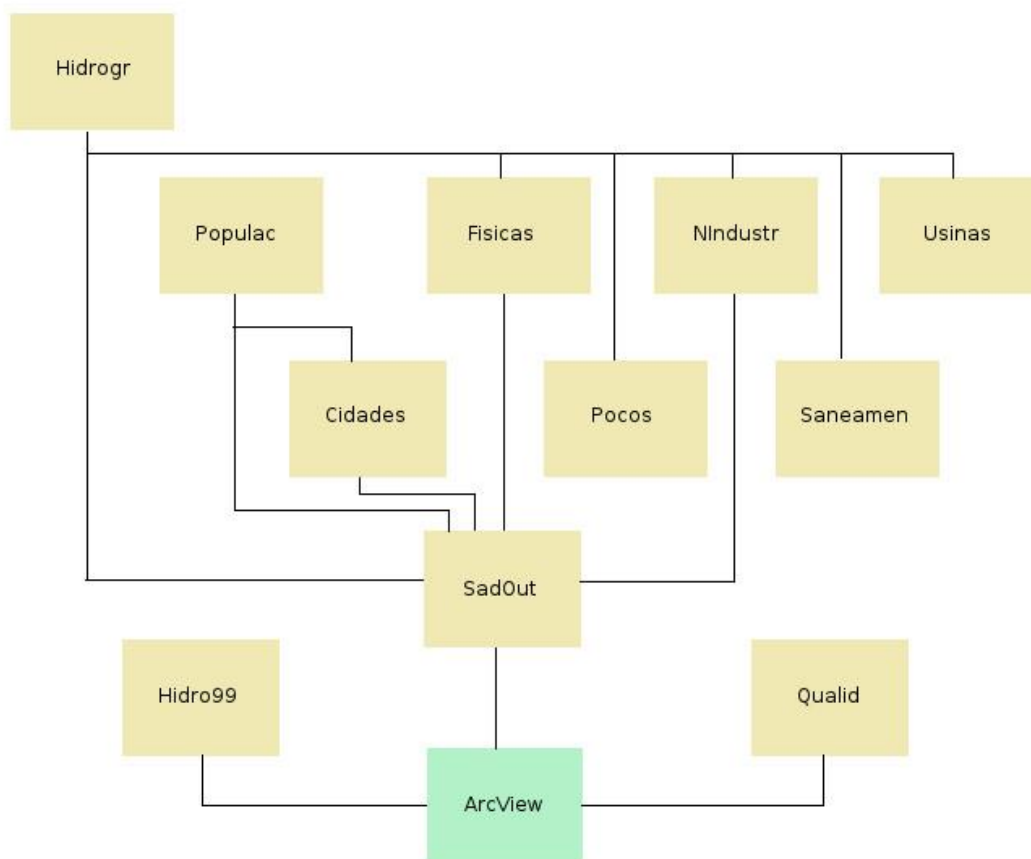 Hidrogr
Populac
Fisicas
NIndustr
Usinas
Cidades
Pocos
Saneamen
SadOut
Hidro99
Qualid
ArcView